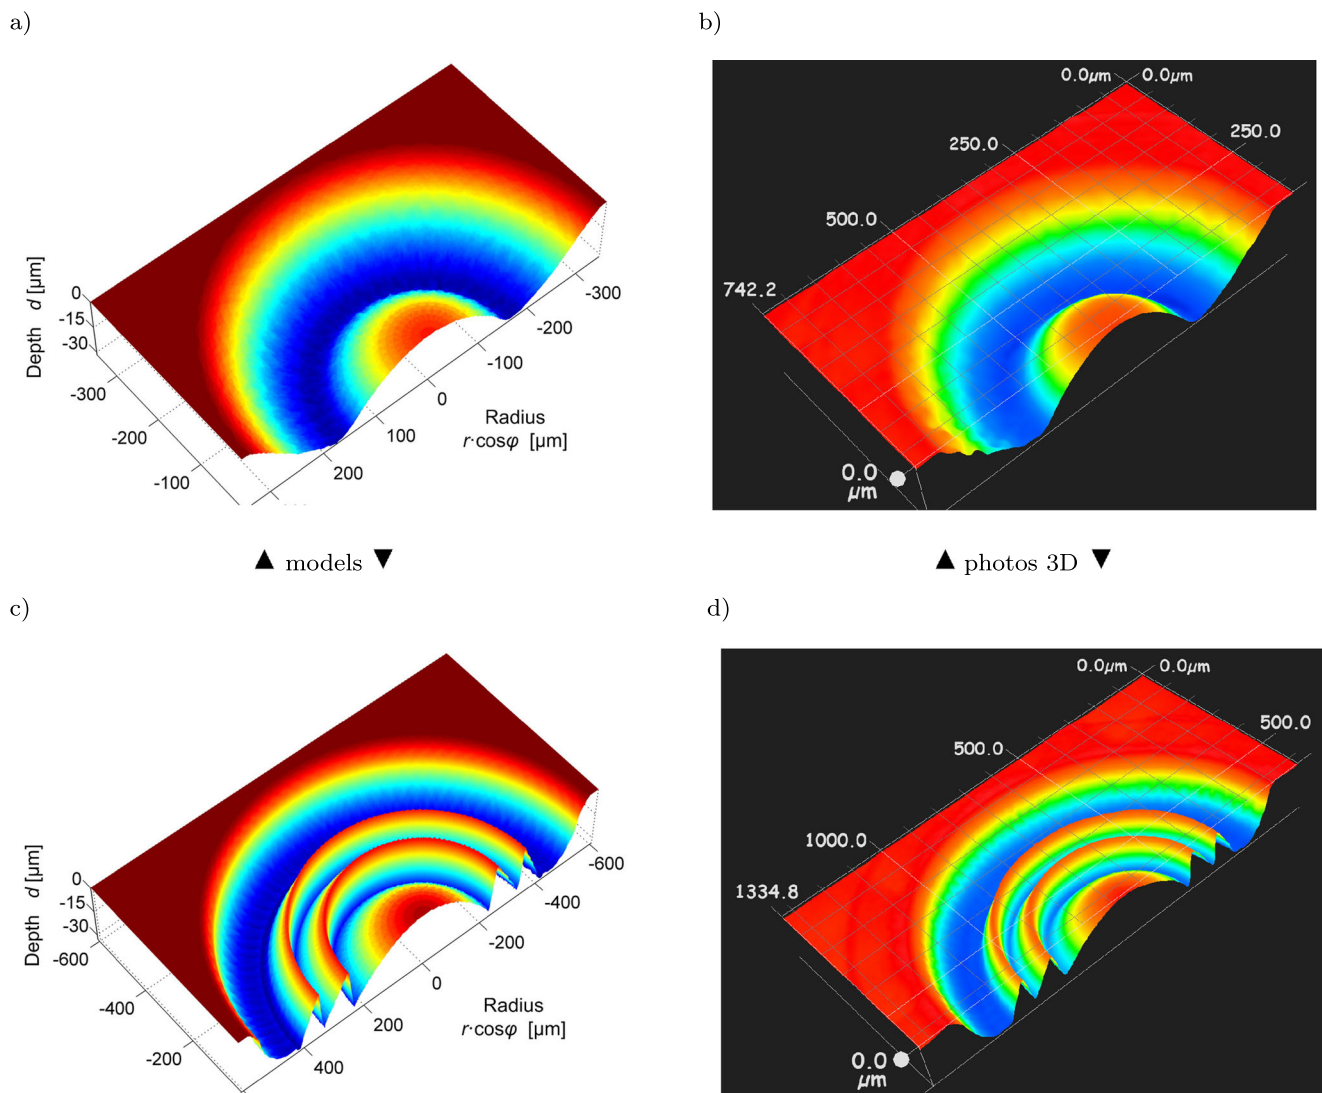 a)
b)
0.0μm 0.0μm
250.0
250.0
500.0
742.2
0.0
μm
Depth d [μm]
0
-15
-30
-300
-200
-100
-300
-200
-100
0
100
200
Radius
r·cosφ [μm]
▲ models ▼
▲ photos 3D ▼
c)
d)
Depth d [μm]
0
-15
-30
-600
-400
-200
-600
-400
-200
0
200
400
Radius
r·cosφ [μm]
0.0μm 0.0μm
500.0
500.0
1000.0
1334.8
0.0
μm